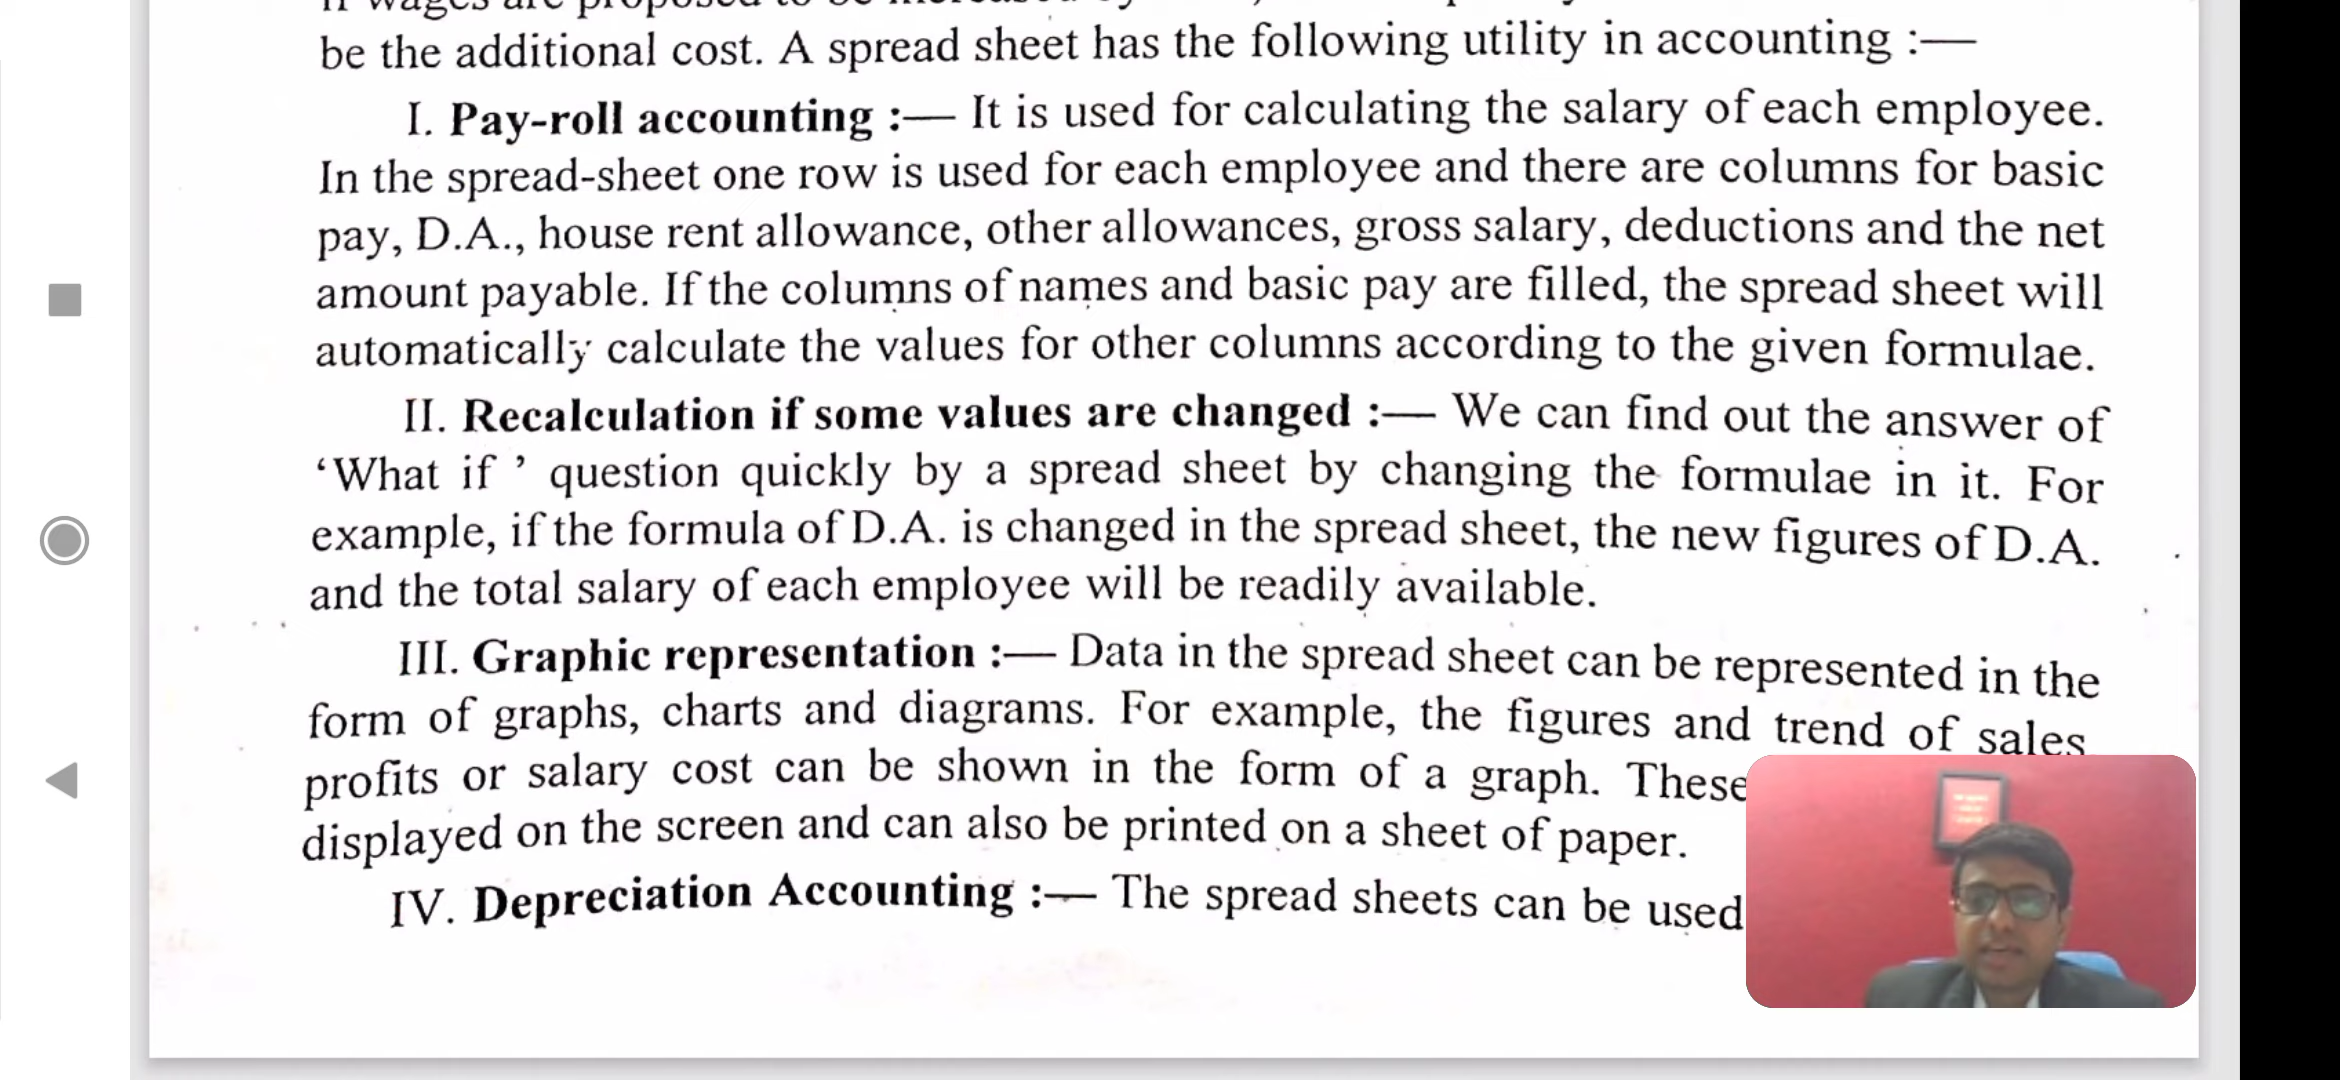 be the additional cost. A spread sheet has the following utility in accounting :—
I. Pay-roll accounting :— It is used for calculating the salary of each employee.
In the spread-sheet one row is used for each employee and there are columns for basic
pay, D.A., house rent allowance, other allowances, gross salary, deductions and the net
amount payable. If the columns of names and basic pay are filled, the spread sheet will
automatically calculate the values for other columns according to the given formulae.
II. Recalculation if some values are changed :— We can find out the answer of
‘What if ’ question quickly by a spread sheet by changing the formulae in it. For
example, if the formula of D.A. is changed in the spread sheet, the new figures of D.A.
and the total salary of each employee will be readily available.
III. Graphic representation :— Data in the spread sheet can be represented in the
form of graphs, charts and diagrams. For example, the figures and trend of sales
profits or salary cost can be shown in the form of a graph. These
displayed on the screen and can also be printed on a sheet of paper.
IV. Depreciation Accounting :— The spread sheets can be used